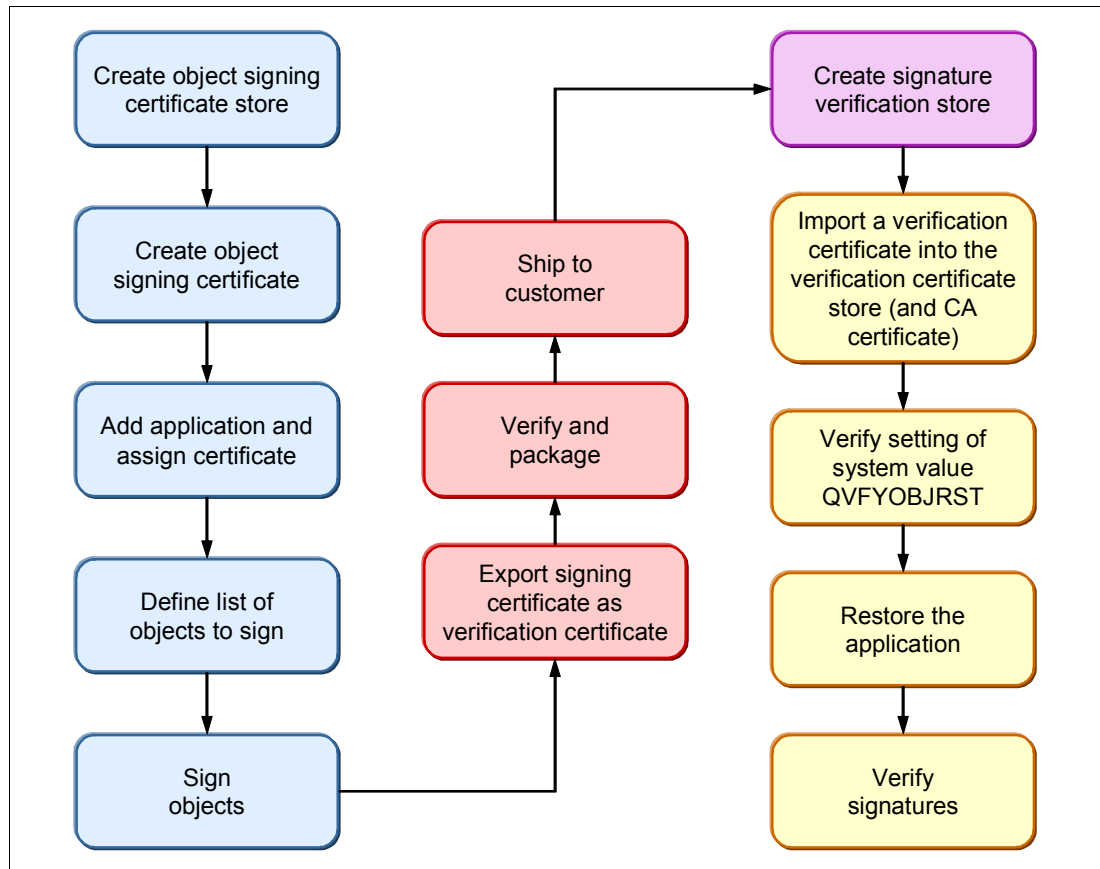 Create object signing
certificate store
Create object
signing certificate
Add application and
assign certificate
Define list of
objects to sign
Sign
objects
Export signing
certificate as
verification certificate
Verify and
package
Ship to
customer
Create signature
verification store
Import a verification
certificate into the
verification certificate
store (and CA
certificate)
Verify setting of
system value
QVFYOBJRST
Restore the
application
Verify
signatures